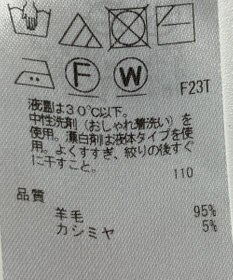 F
W
F23T
液温は30℃以下。
中性洗剤（おしゃれ着洗い）を
使用。漂白剤は液体タイプを使
用。よくすすぎ、絞りの後すぐ
に干すこと。
110
品質
羊毛 95%
カシミヤ 5%